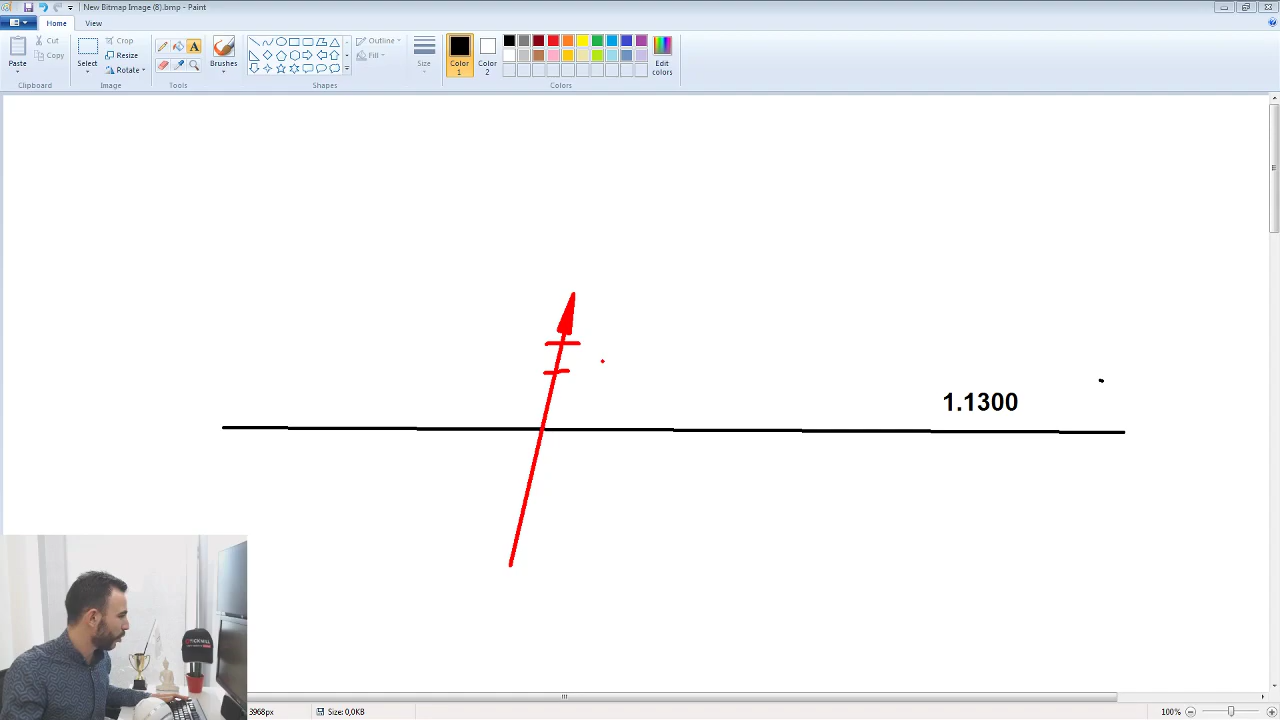 New Bitmap Image (8).bmp - Paint
Home
View
Paste
Cut
Copy
Clipboard
Select
Crop
Resize
Rotate
Image
A
Tools
Brushes
Outline
Fill
Shapes
Size
Color
1
Color
2
Edit
colors
Colors
1.1300
3968px
Size: 0,0KB
100%